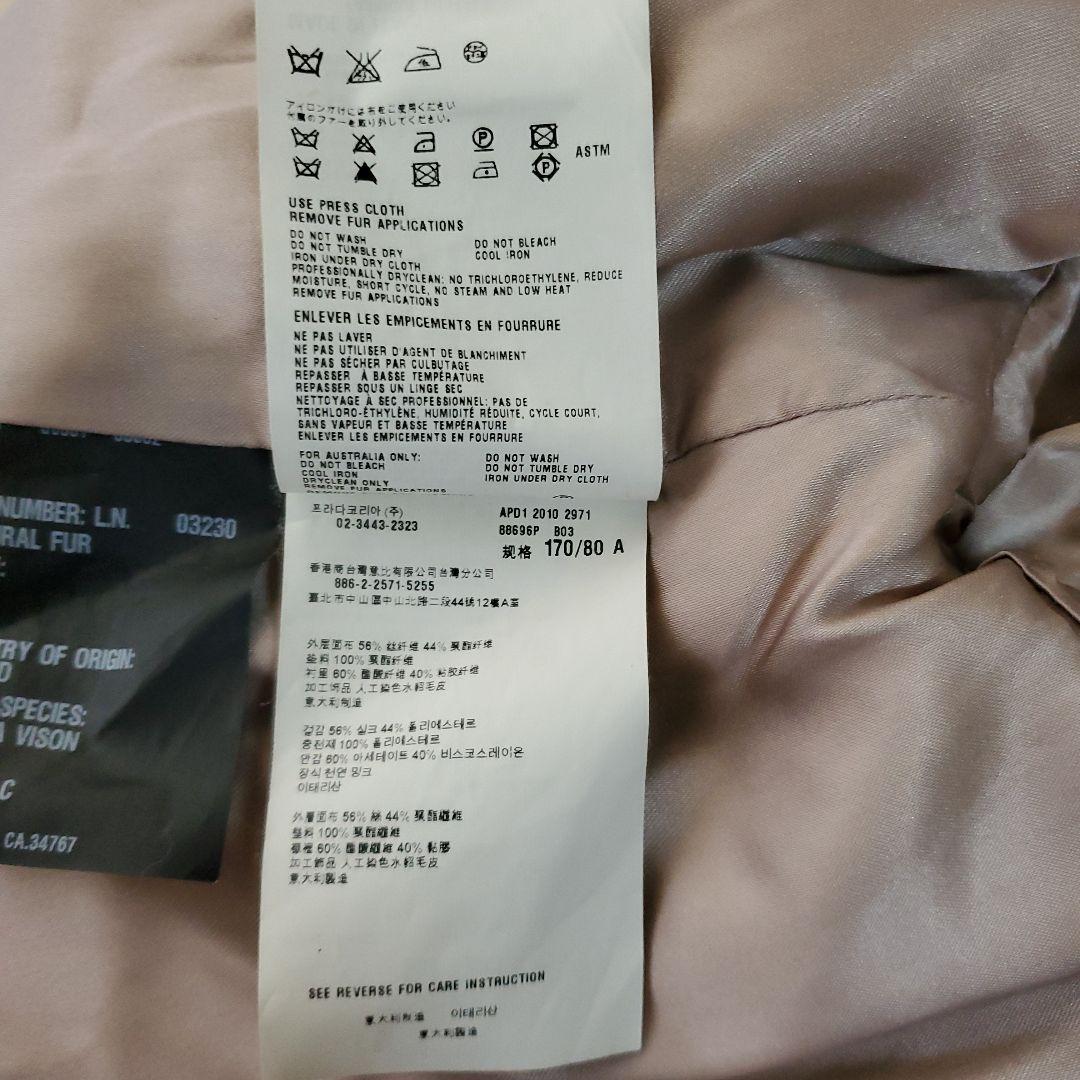 アイロンがけには布をご使用ください
付属のファーを取り外してください。
ASTM
USE PRESS CLOTH
REMOVE FUR APPLICATIONS
DO NOT WASH DO NOT BLEACH
DO NOT TUMBLE DRY COOL IRON
IRON UNDER DRY CLOTH
PROFESSIONALLY DRYCLEAN: NO TRICHLOROETHYLENE, REDUCE
MOISTURE, SHORT CYCLE, NO STEAM AND LOW HEAT
REMOVE FUR APPLICATIONS
ENLEVER LES EMPICEMENTS EN FOURRURE
NE PAS LAVER
NE PAS UTILISER D'AGENT DE BLANCHIMENT
NE PAS SÉCHER PAR CULBUTAGE
REPASSER À BASSE TEMPÉRATURE
REPASSER SOUS UN LINGE SEC
NETTOYAGE À SEC PROFESSIONNEL: PAS DE
TRICHLORO-ÉTHYLÈNE, HUMIDITÉ RÉDUITE, CYCLE COURT,
SANS VAPEUR ET BASSE TEMPÉRATURE
ENLEVER LES EMPICEMENTS EN FOURRURE
FOR AUSTRALIA ONLY: DO NOT WASH
DO NOT BLEACH DO NOT TUMBLE DRY
COOL IRON IRON UNDER DRY CLOTH
DRYCLEAN ONLY
REMOVE FUR APPLICATIONS
프라다코리아 (주) APD1 2010 2971
02-3443-2323 88696P B03
规格 170/80 A
香港商台灣意比有限公司台灣分公司
886-2-2571-5255
臺北市中山區中山北路二段44號12樓A室
外层面布 56% 丝纤维 44% 聚酯纤维
垫料 100% 聚酯纤维
衬里 60% 醋酸纤维 40% 粘胶纤维
加工饰品 人工染色水貂毛皮
意大利制造
겉감 56% 실크 44% 폴리에스테르
충전재 100% 폴리에스테르
안감 60% 아세테이트 40% 비스코스레이온
장식 천연 밍크
이태리산
外層面布 56% 絲 44% 聚酯纖維
墊料 100% 聚酯纖維
襯裡 60% 醋酸纖維 40% 黏膠
加工飾品 人工染色水貂毛皮
意大利製造
SEE REVERSE FOR CARE INSTRUCTION
意大利制造 이태리산
意大利製造
NUMBER: L.N. 03230
RAL FUR
TRY OF ORIGIN:
D
SPECIES:
A VISON
C
CA.34767